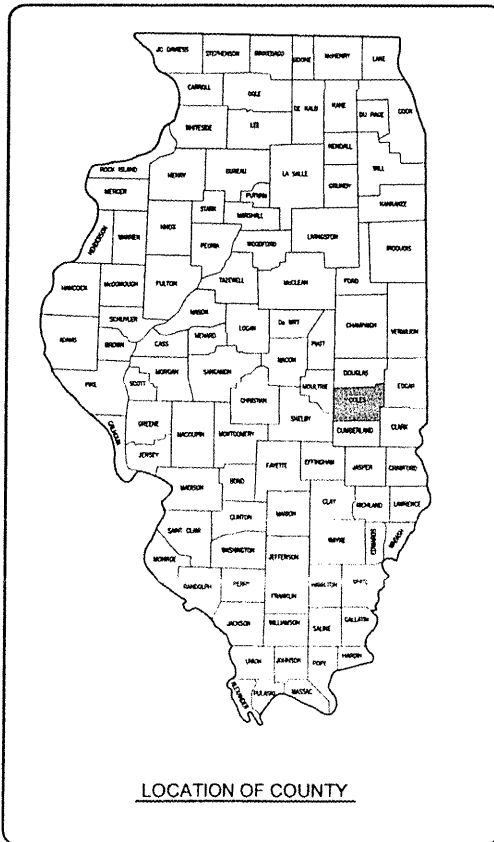 JO DAVIESS STEPHENSON WINNEBAGO BOONE McHENRY LAKE
CARROLL OGLE DE KALB KANE DU PAGE COOK
WHITESIDE LEE KENDALL WILL
ROCK ISLAND HENRY BUREAU LA SALLE GRUNDY
MERCER PUTNAM KANKAKEE
HENDERSON WARREN KNOX STARK MARSHALL LIVINGSTON IROQUOIS
PEORIA WOODFORD
HANCOCK McDONOUGH FULTON TAZEWELL McCLEAN FORD
SCHUYLER MASON LOGAN De WITT CHAMPAIGN VERMILION
ADAMS BROWN CASS MENARD PIATT
PIKE SCOTT MORGAN SANGAMON MACON MOULTRIE DOUGLAS EDGAR
CHRISTIAN COLES
CALHOUN GREENE MACOUPIN MONTGOMERY SHELBY CUMBERLAND CLARK
JERSEY FAYETTE EFFINGHAM JASPER CRAWFORD
MADISON BOND CLAY RICHLAND LAWRENCE
CLINTON MARION
SAINT CLAIR WASHINGTON JEFFERSON WAYNE EDWARDS WABASH
MONROE
RANDOLPH PERRY FRANKLIN HAMILTON
JACKSON WILLIAMSON SALINE GALLATIN
UNION JOHNSON POPE HARDIN
ALEXANDER PULASKI MASSAC
LOCATION OF COUNTY